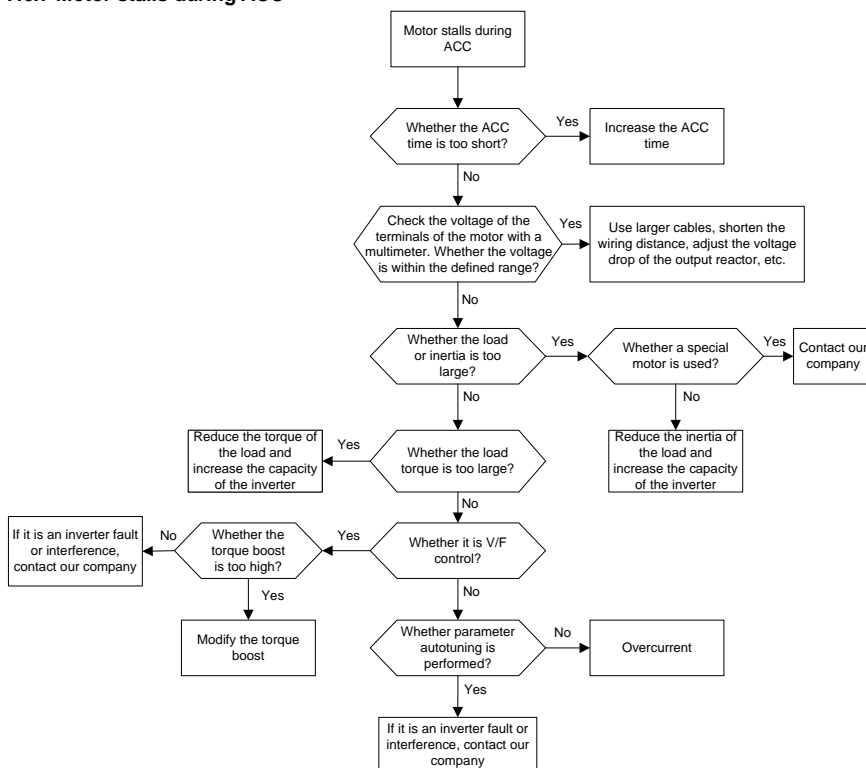 Motor stalls during
ACC
Whether the ACC
time is too short?
Yes
Increase the ACC
time
No
Check the voltage of the
terminals of the motor with a
multimeter. Whether the voltage
is within the defined range?
Yes
Use larger cables, shorten the
wiring distance, adjust the voltage
drop of the output reactor, etc.
No
Whether the load
or inertia is too
large?
Yes
Whether a special
motor is used?
Yes
Contact our
company
No
No
Reduce the torque of
the load and
increase the capacity
of the inverter
Yes
Whether the load
torque is too large?
Reduce the inertia of
the load and
increase the capacity
of the inverter
No
If it is an inverter fault
or interference,
contact our company
No
Whether the
torque boost
is too high?
Yes
Whether it is V/F
control?
Yes
No
Modify the torque
boost
Whether parameter
autotuning is
performed?
No
Overcurrent
Yes
If it is an inverter fault or
interference, contact our
company